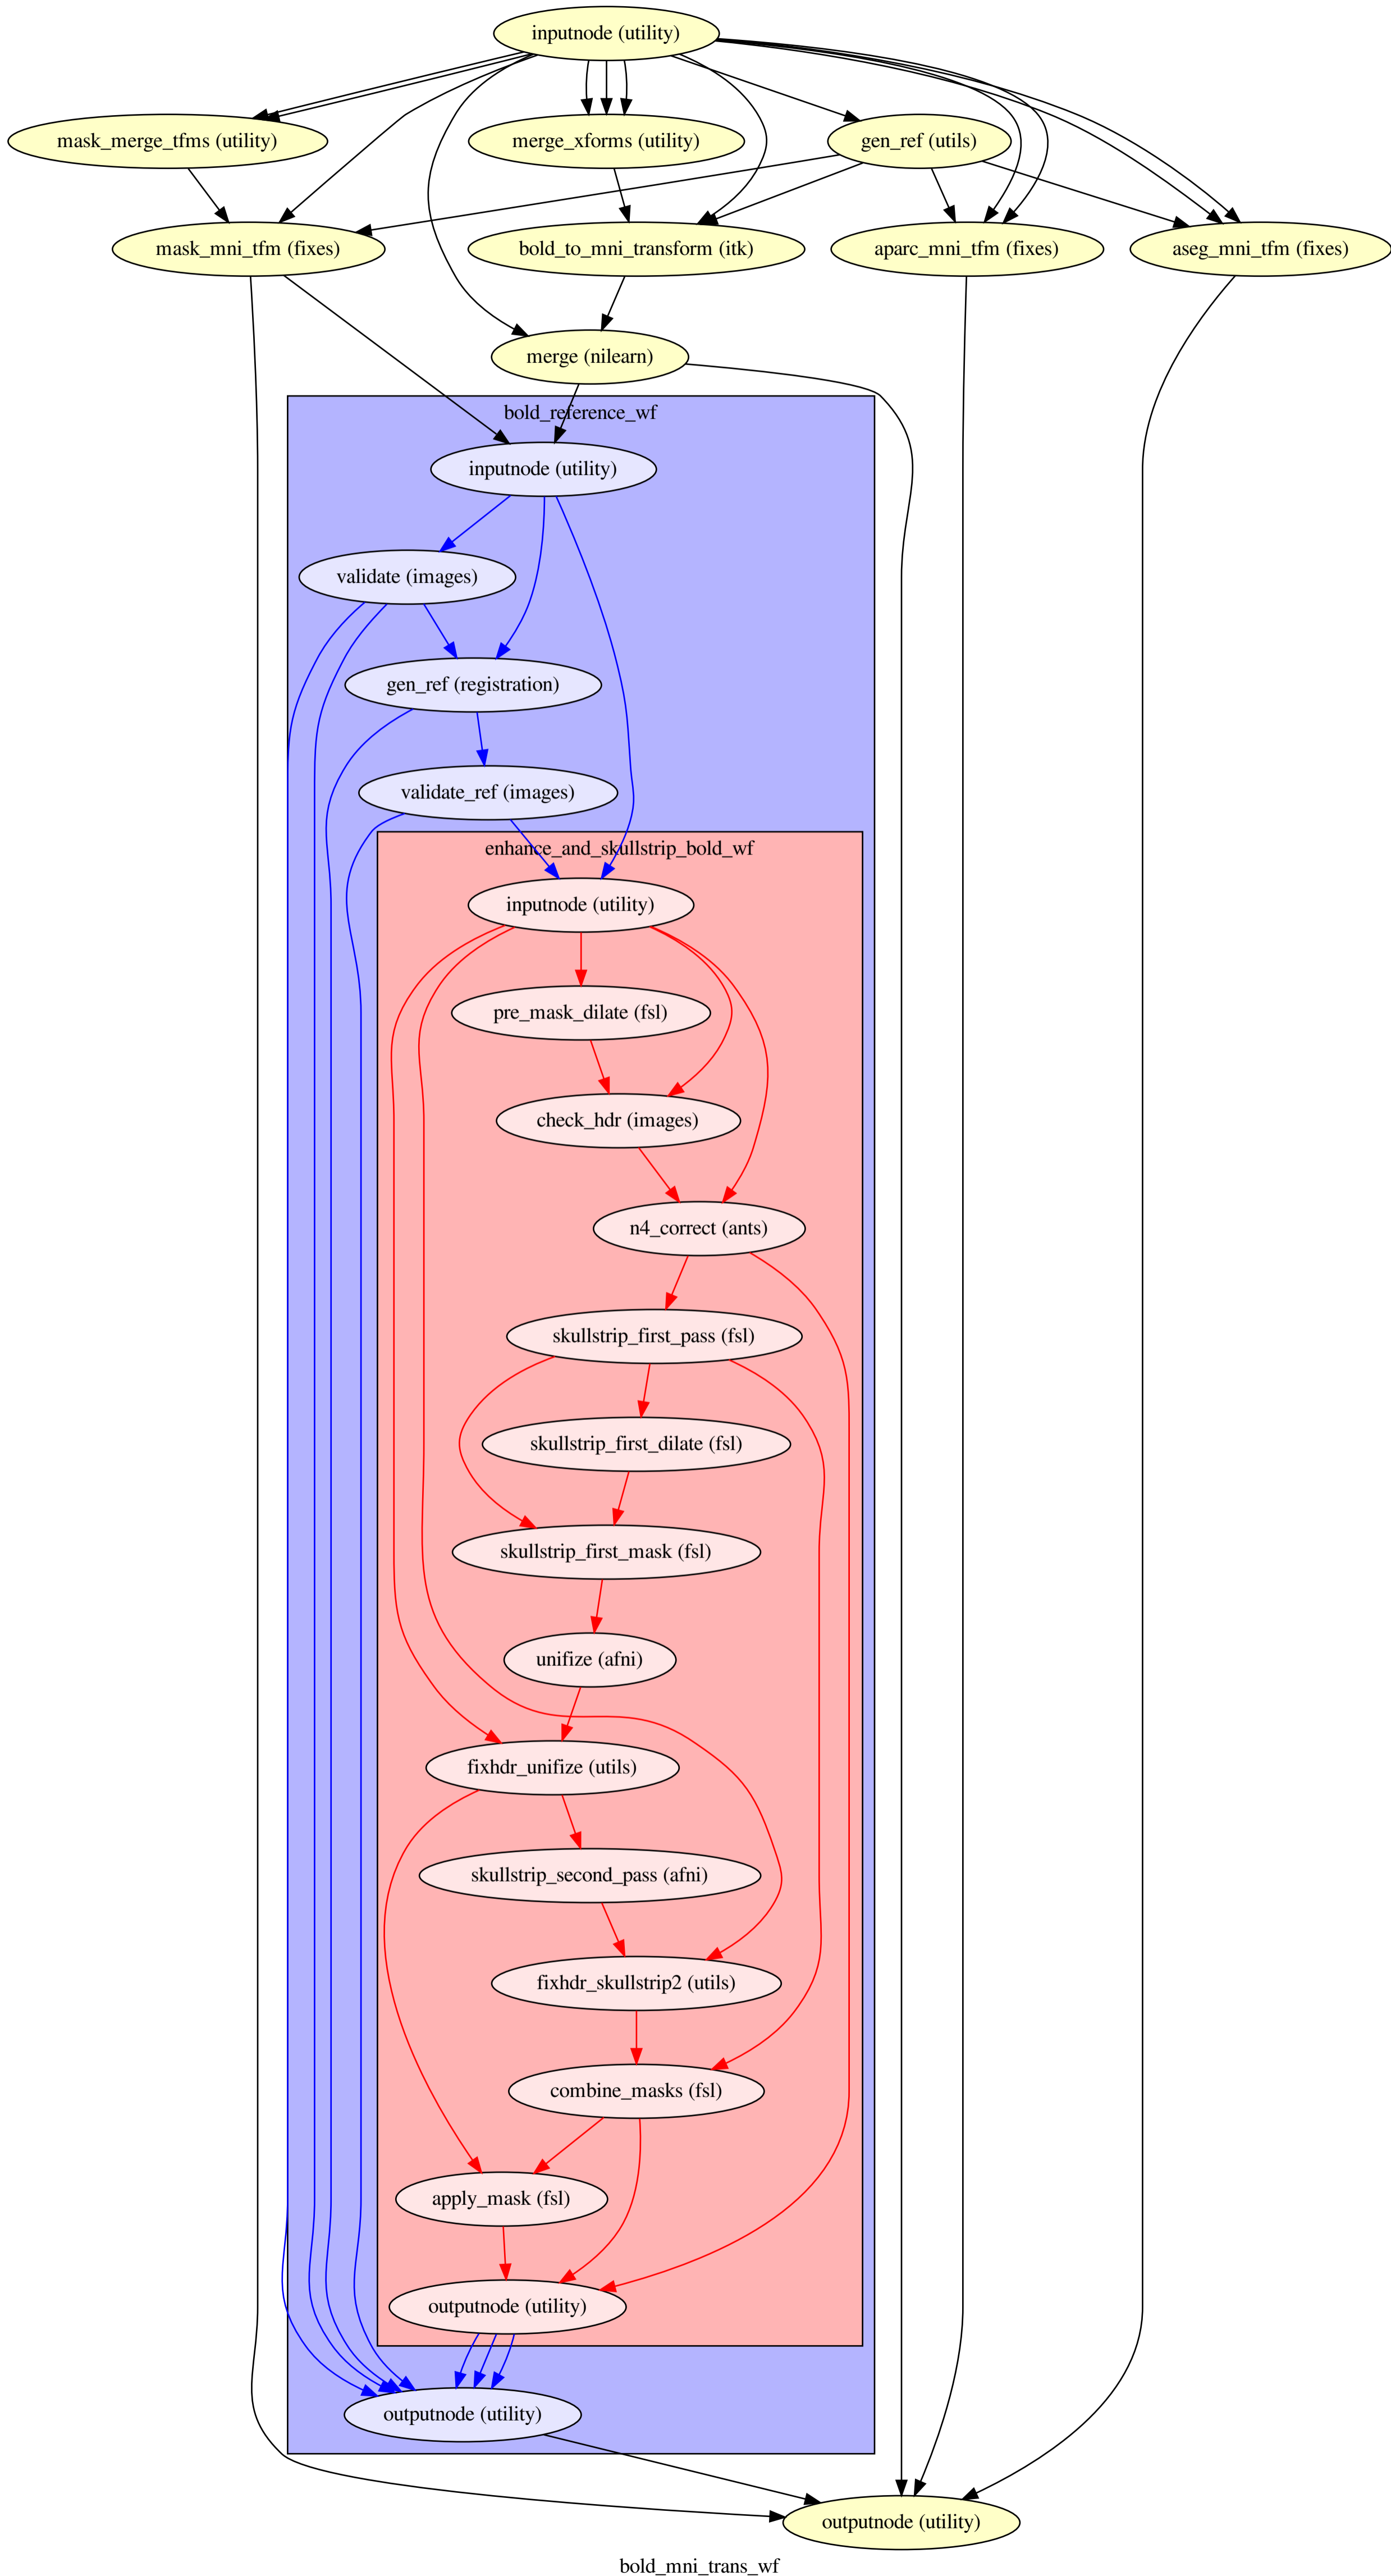 inputnode (utility)
mask_merge_tfms (utility)
merge_xforms (utility)
gen_ref (utils)
mask_mni_tfm (fixes)
bold_to_mni_transform (itk)
aparc_mni_tfm (fixes)
aseg_mni_tfm (fixes)
merge (nilearn)
bold_reference_wf
inputnode (utility)
validate (images)
gen_ref (registration)
validate_ref (images)
enhance_and_skullstrip_bold_wf
inputnode (utility)
pre_mask_dilate (fsl)
check_hdr (images)
n4_correct (ants)
skullstrip_first_pass (fsl)
skullstrip_first_dilate (fsl)
skullstrip_first_mask (fsl)
unifize (afni)
fixhdr_unifize (utils)
skullstrip_second_pass (afni)
fixhdr_skullstrip2 (utils)
combine_masks (fsl)
apply_mask (fsl)
outputnode (utility)
outputnode (utility)
outputnode (utility)
bold_mni_trans_wf